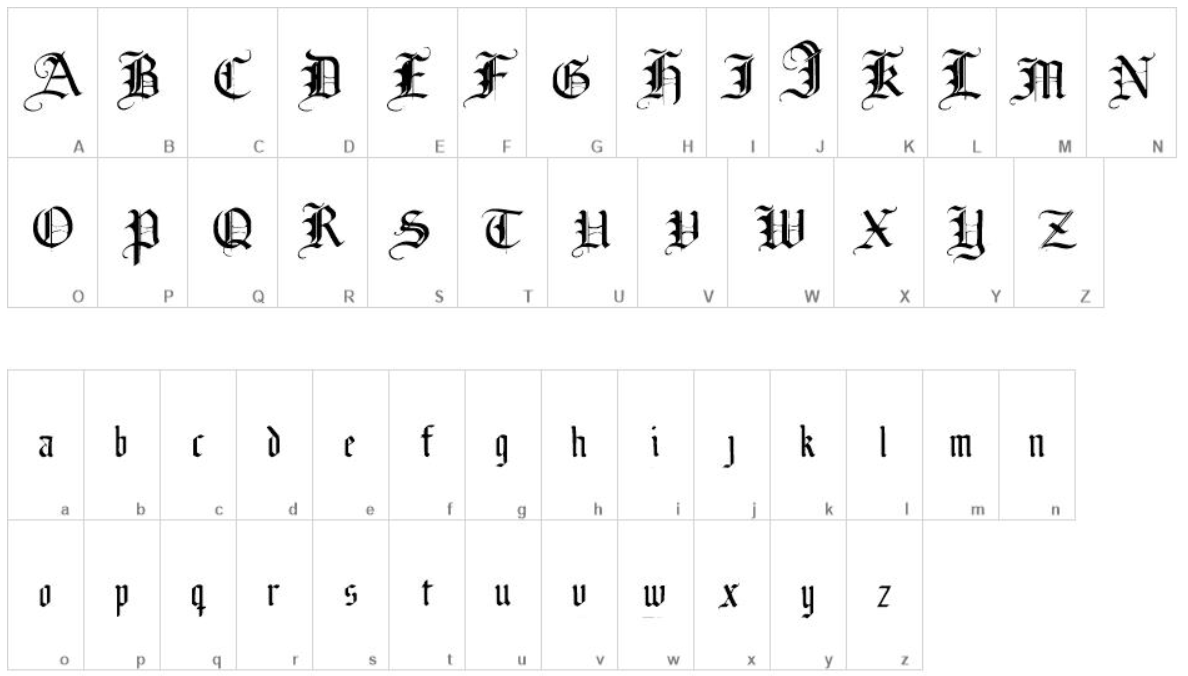 A B C D E F G H I J K L M N
A B C D E F G H I J K L M N
O P Q R S T U V W X Y Z
O P Q R S T U V W X Y Z
a b c d e f g h i j k l m n
a b c d e f g h i j k l m n
o p q r s t u v w x y z
o p q r s t u v w x y z